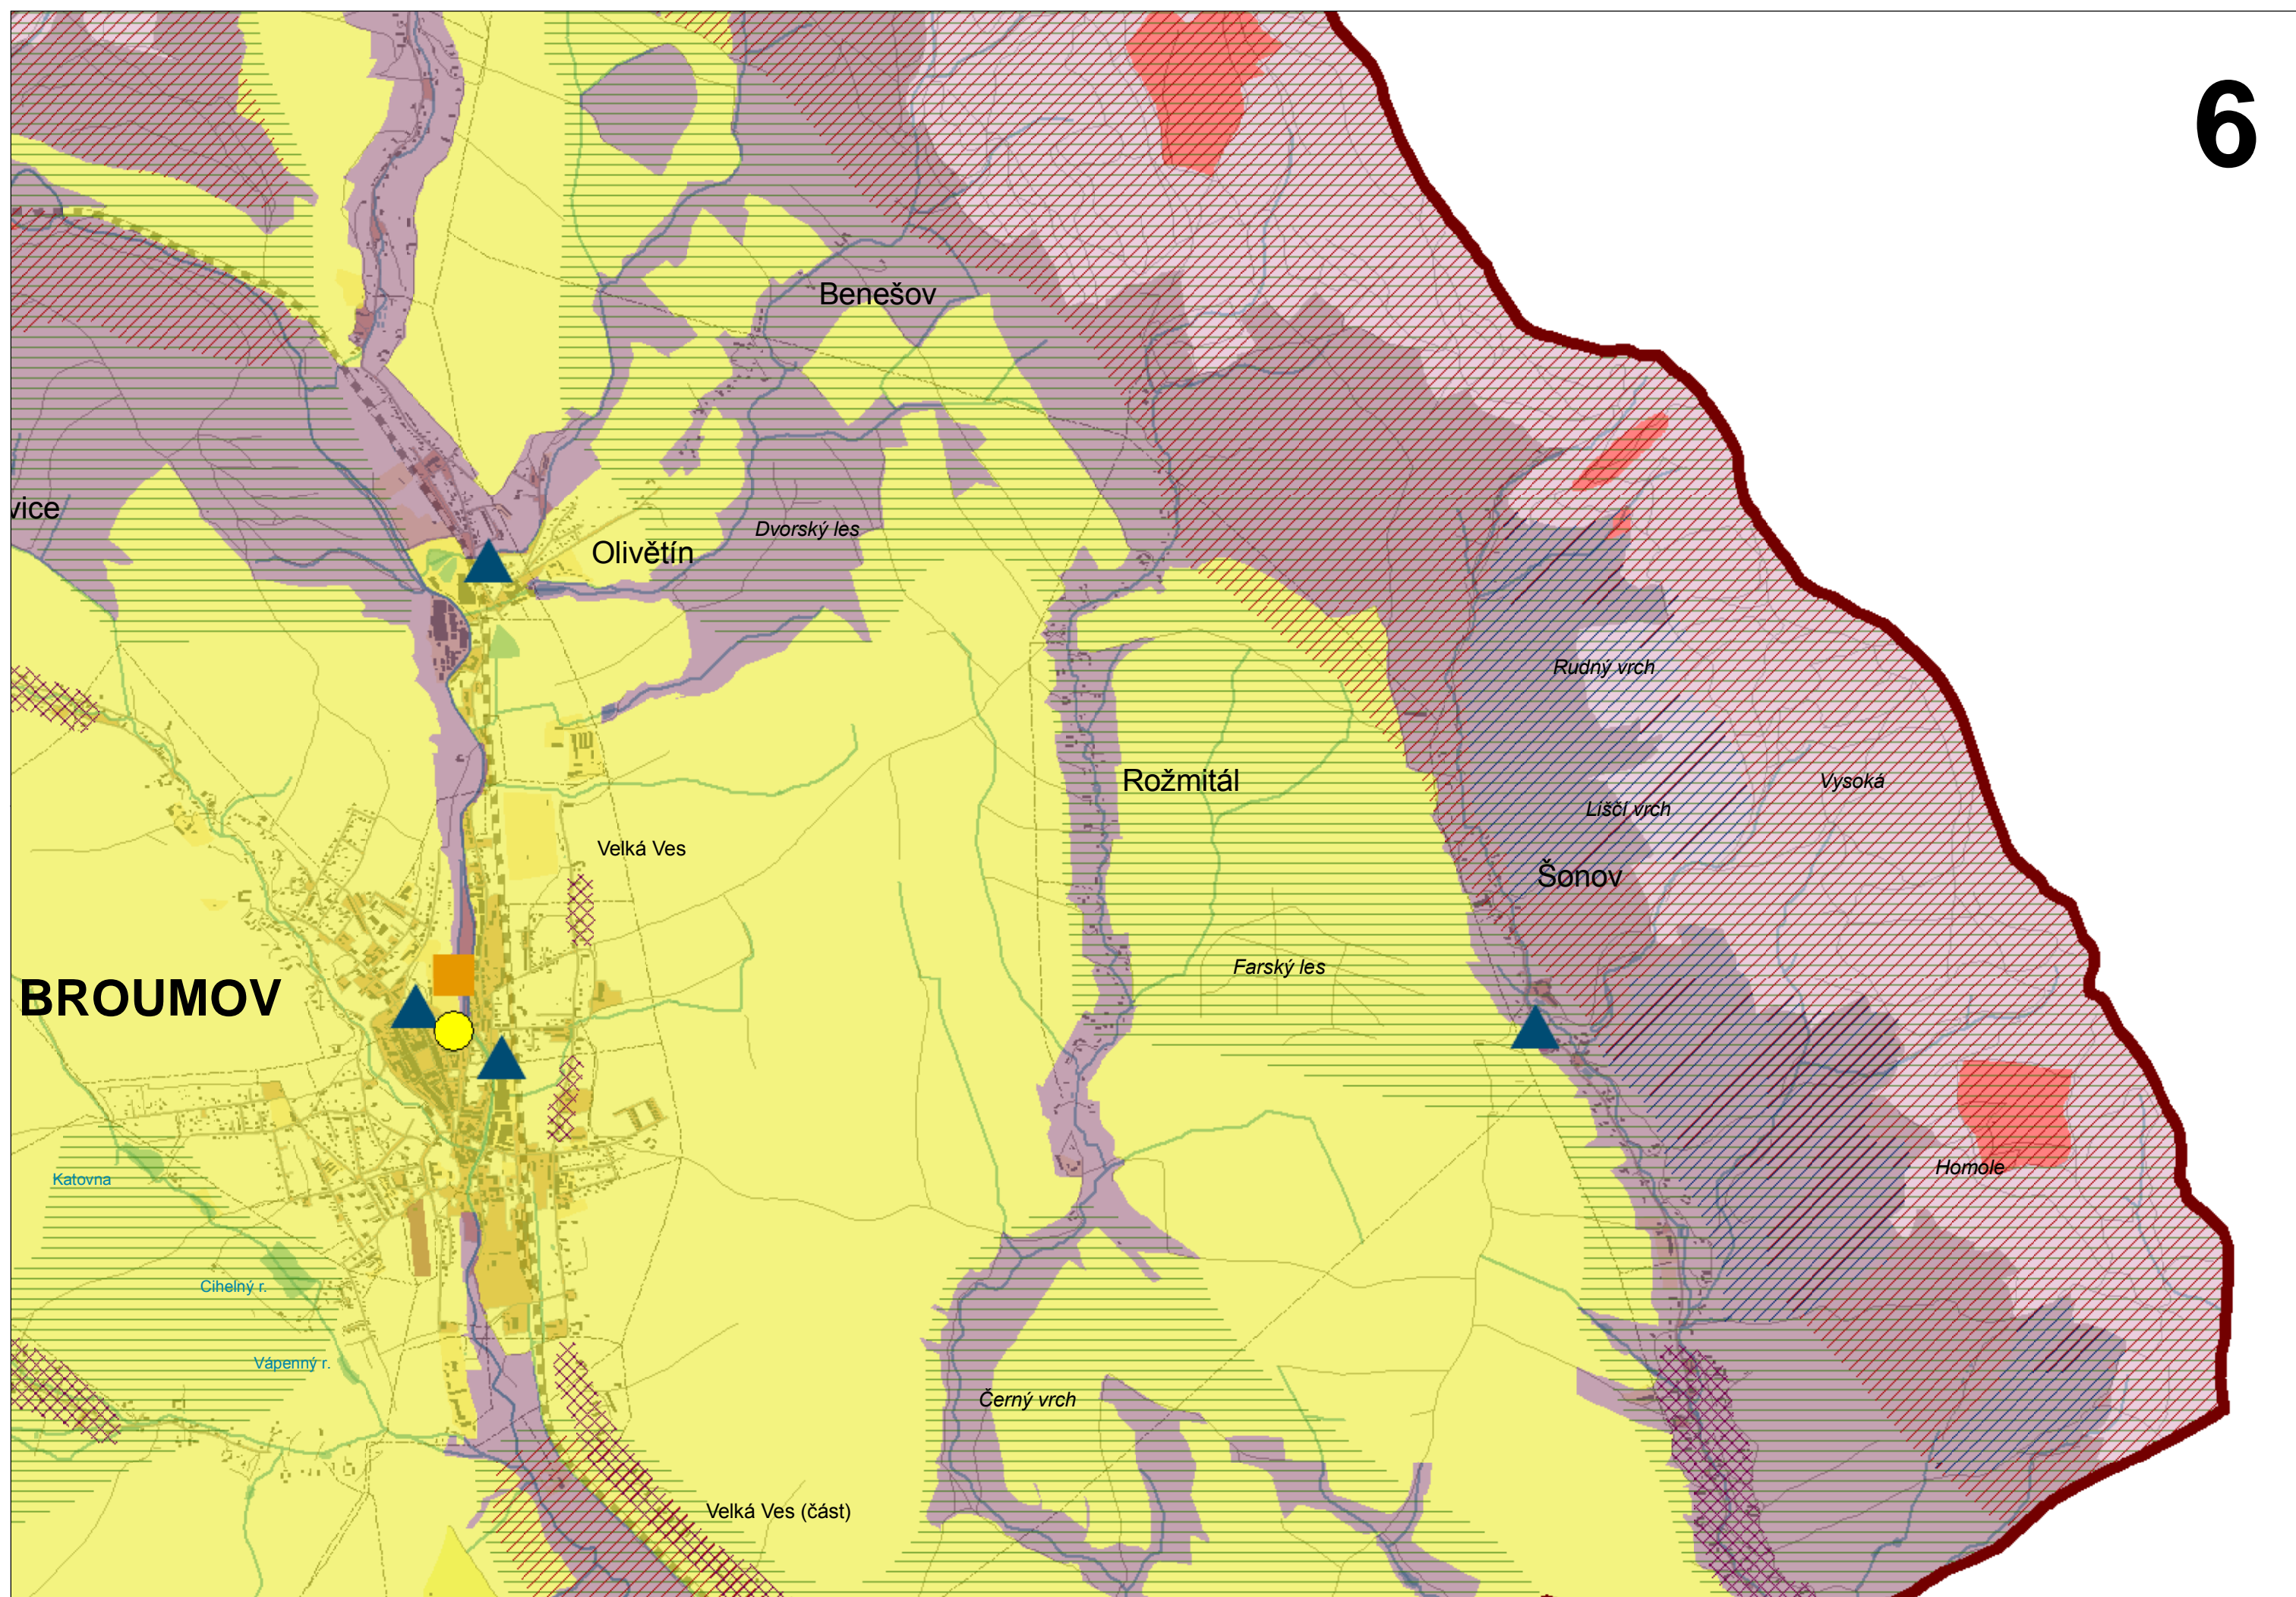 6
Benešov
vice
Dvorský les
Olivětín
Rudný vrch
Rožmitál
Vysoká
Liščí vrch
Velká Ves
Šonov
Farský les
BROUMOV
Homole
Katovna
Cihelný r.
Vápenný r.
Černý vrch
Velká Ves (část)